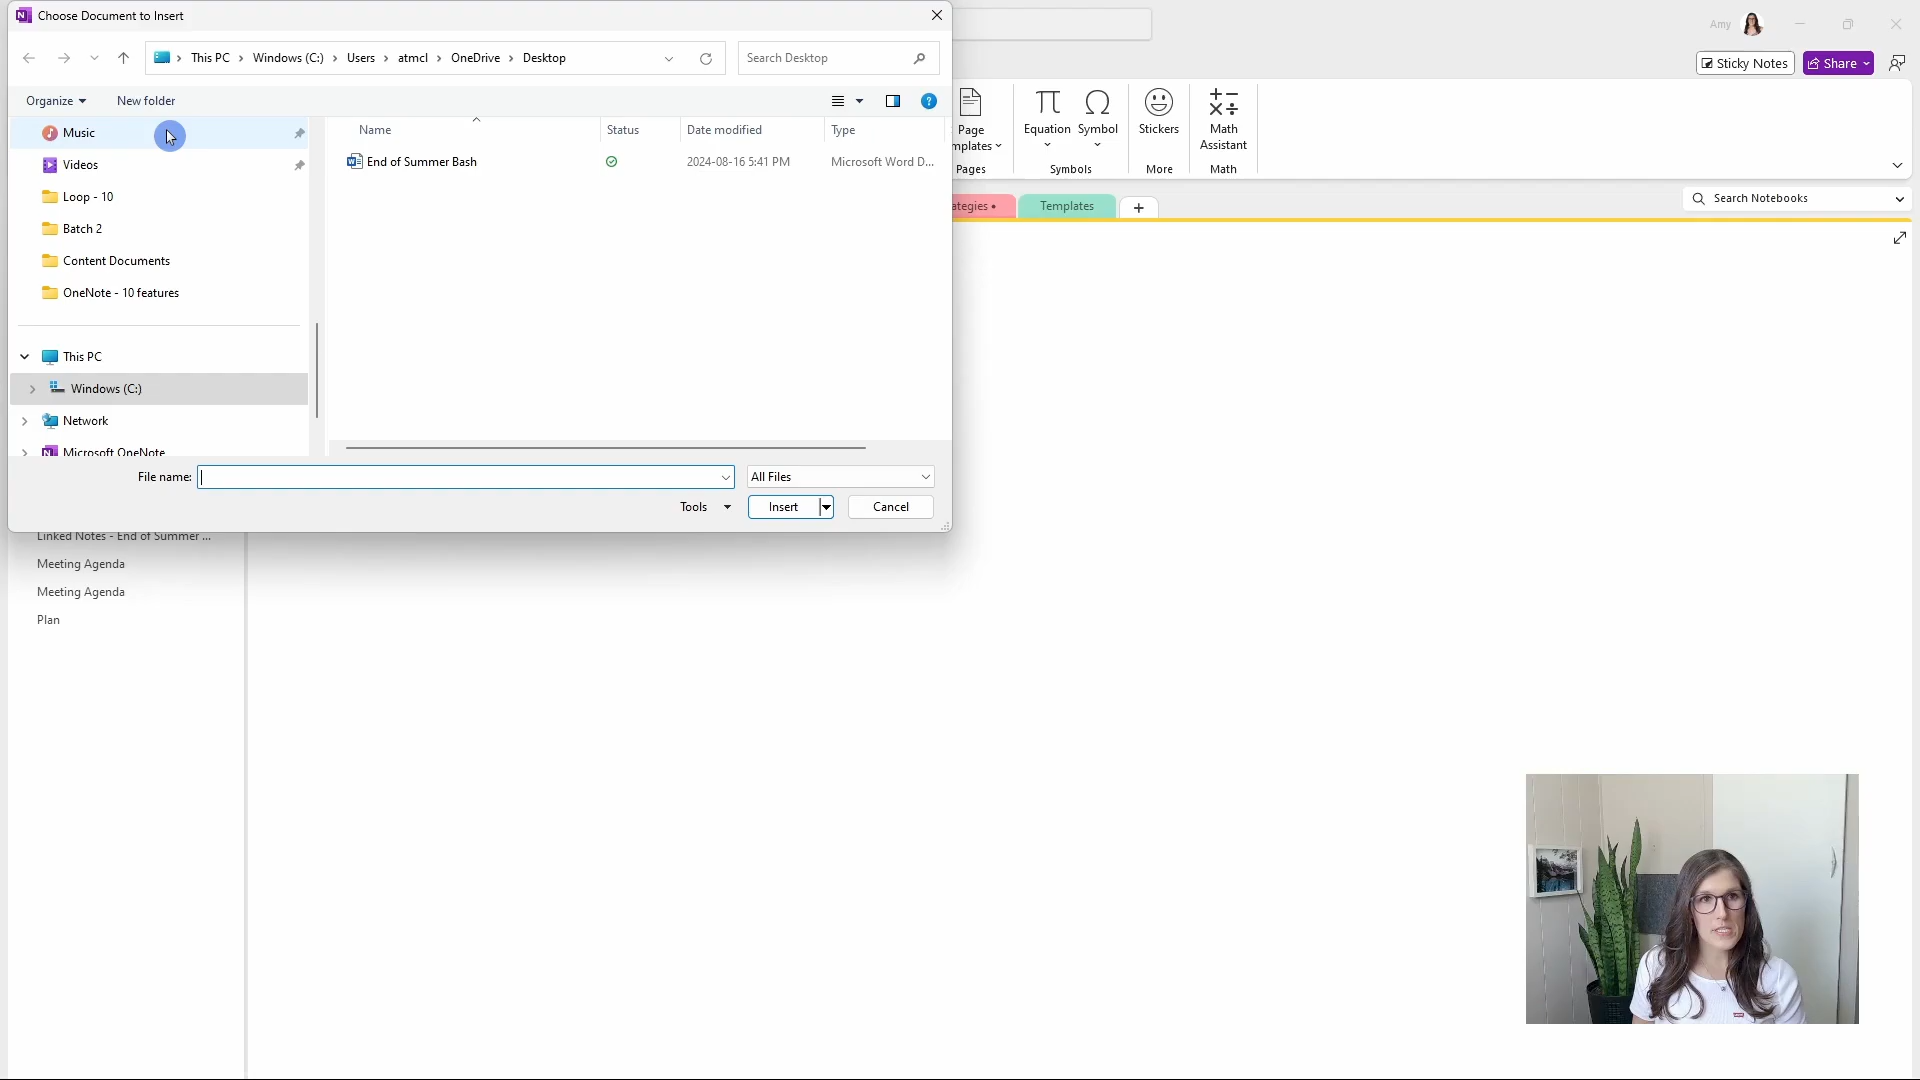 Choose Document to Insert
Amy
This PC > Windows (C:) > Users > atmcl > OneDrive > Desktop
Search Desktop
Sticky Notes
Share
Organize
New folder
Name
Status
Date modified
Type
End of Summer Bash
2024-08-16 5:41 PM
Microsoft Word D...
Music
Videos
Loop - 10
Batch 2
Content Documents
OneNote - 10 features
This PC
Windows (C:)
Network
Microsoft OneNote
File name:
All Files
Tools
Insert
Cancel
Page
mplates
Pages
Equation
Symbol
Symbols
Stickers
More
Math
Assistant
Math
ategies •
Templates
+
Search Notebooks
Linked Notes - End of Summer ...
Meeting Agenda
Meeting Agenda
Plan